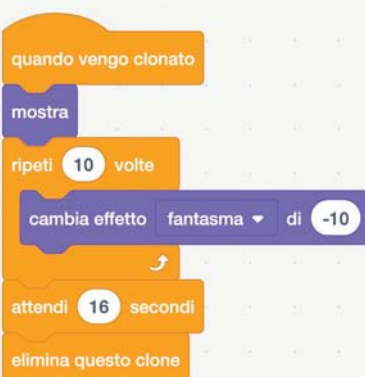 quando vengo clonato
mostra
ripeti 10 volte
cambia effetto fantasma di -10
attendi 16 secondi
elimina questo clone